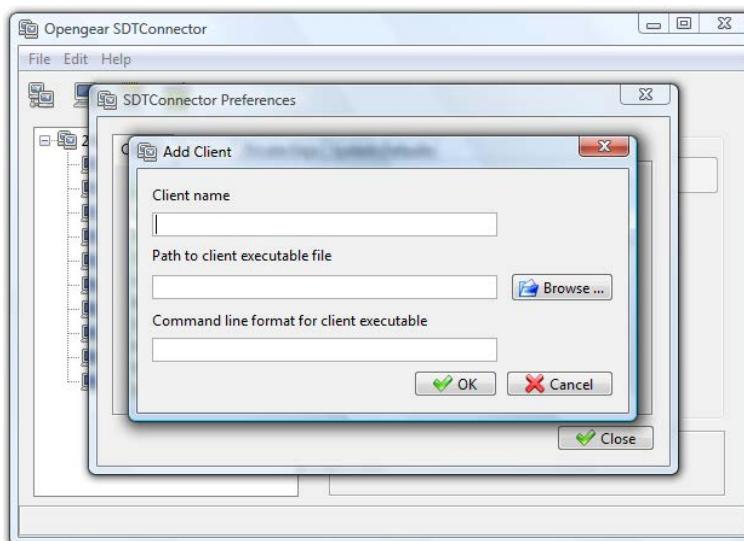 Opengear SDTConnector
File Edit Help
SDTConnector Preferences
2
Add Client
Client name
Path to client executable file
Browse ...
Command line format for client executable
OK
Cancel
Close